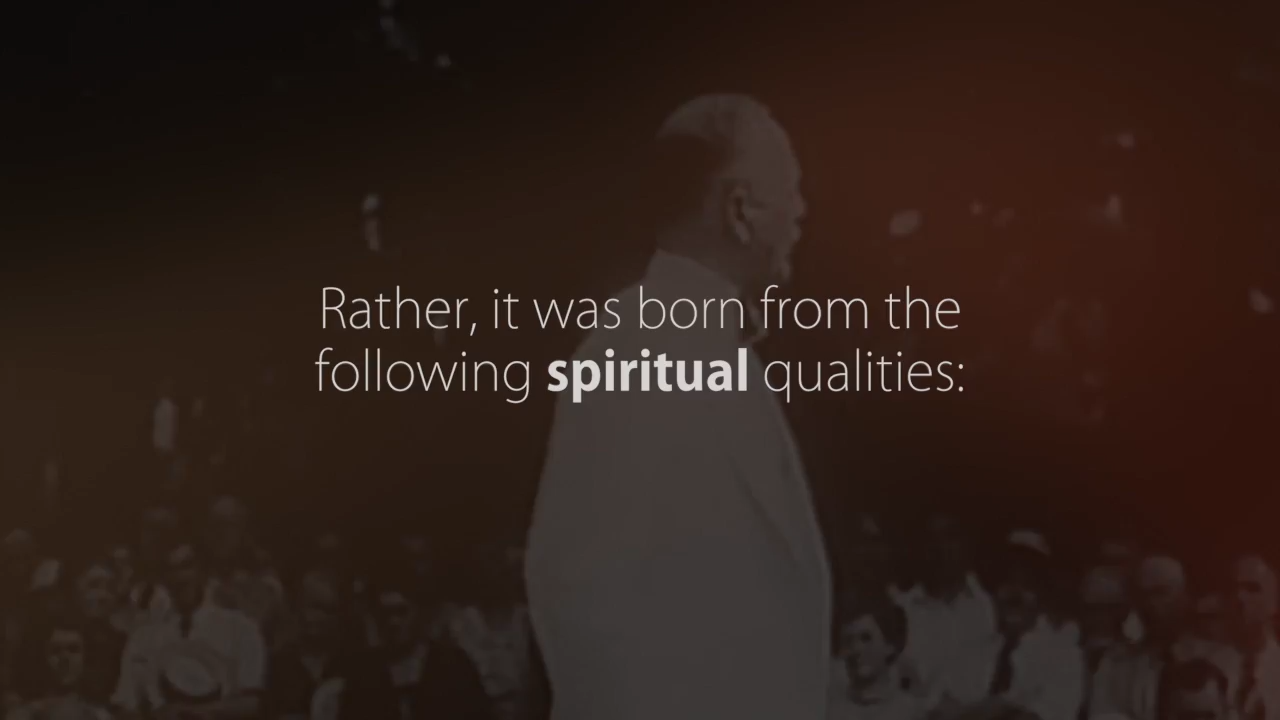 Rather, it was born from the
following spiritual qualities: